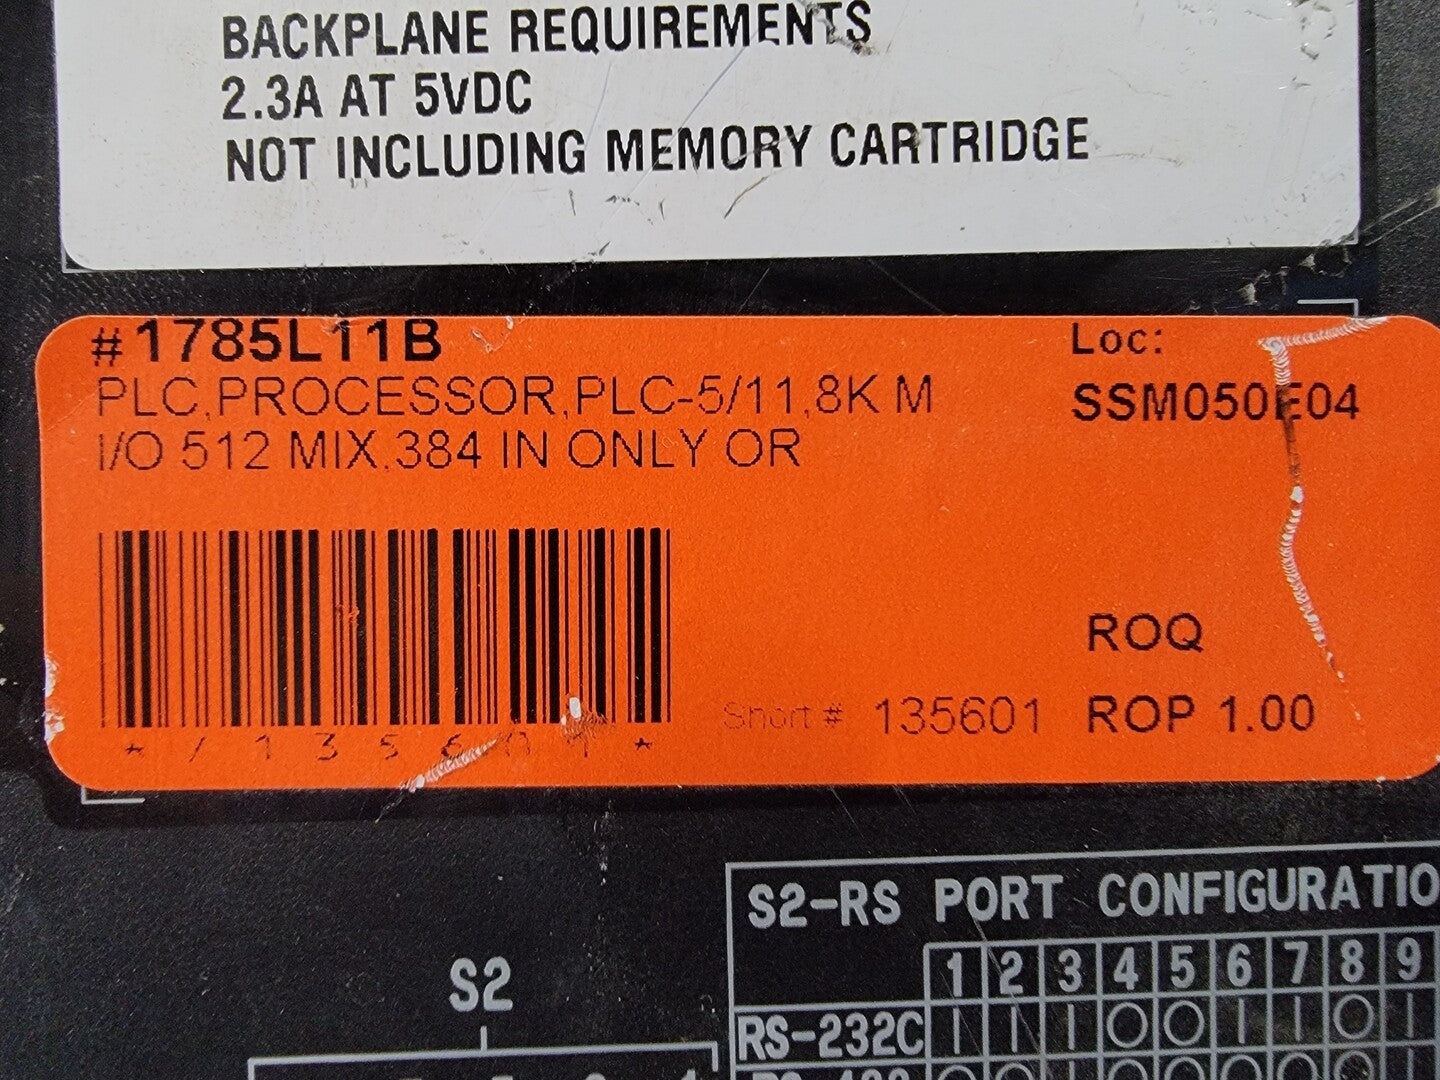 BACKPLANE REQUIREMENTS
2.3A AT 5VDC
NOT INCLUDING MEMORY CARTRIDGE
#1785L11B
PLC,PROCESSOR,PLC-5/11,8K M
I/O 512 MIX,384 IN ONLY OR
Loc:
SSM050E04
*/135601*
Short # 135601
ROQ
ROP 1.00
S2
S2-RS PORT CONFIGURATIO
1 2 3 4 5 6 7 8 9
RS-232C | | | O O | | O |